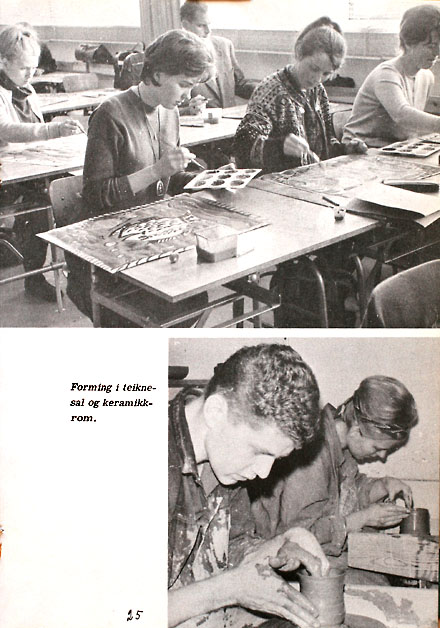 Forming i teikne-
sal og keramikk-
rom.
25